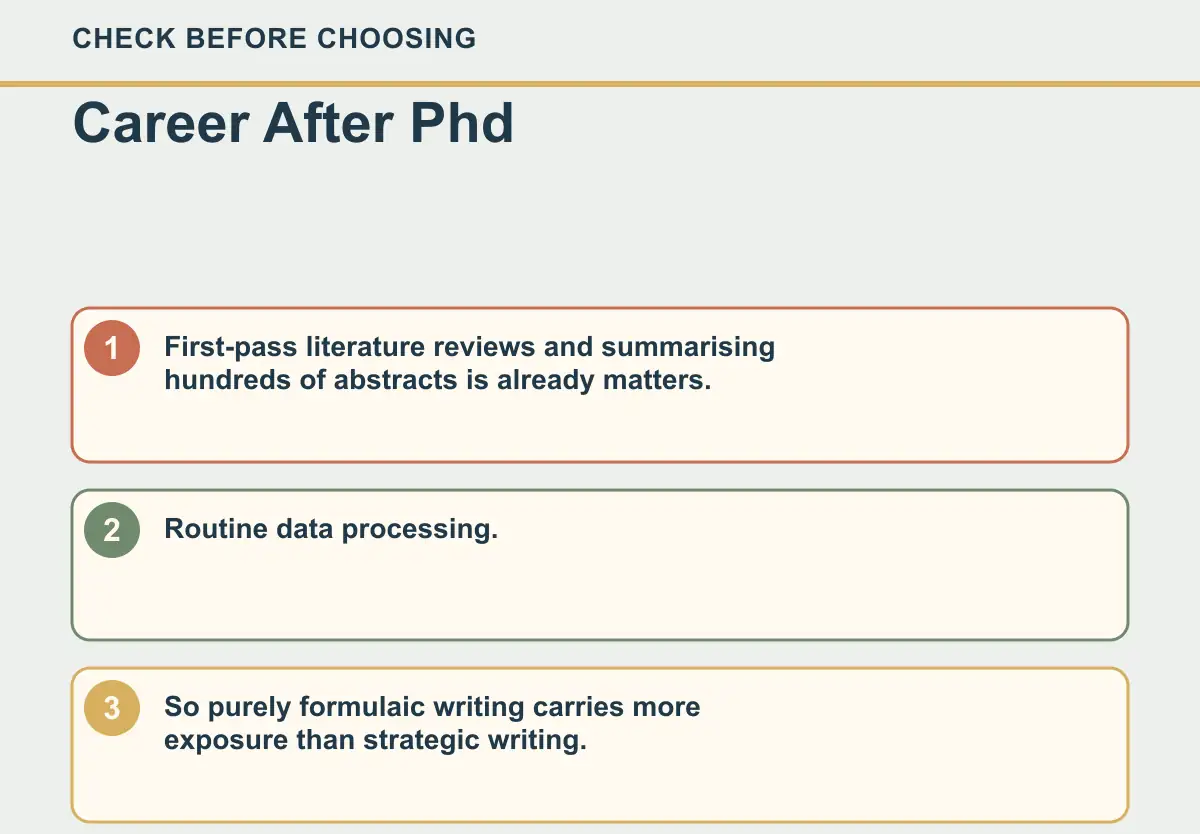 CHECK BEFORE CHOOSING
Career After Phd
1
First-pass literature reviews and summarising
hundreds of abstracts is already matters.
2
Routine data processing.
3
So purely formulaic writing carries more
exposure than strategic writing.